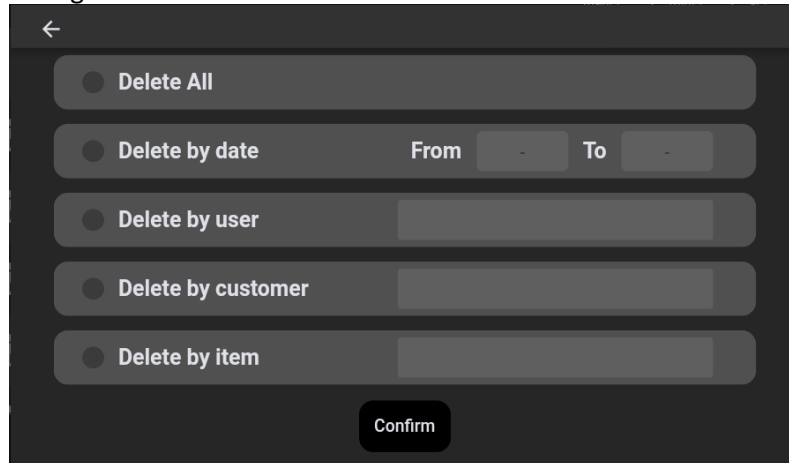 Delete All
Delete by date From - To -
Delete by user
Delete by customer
Delete by item
Confirm